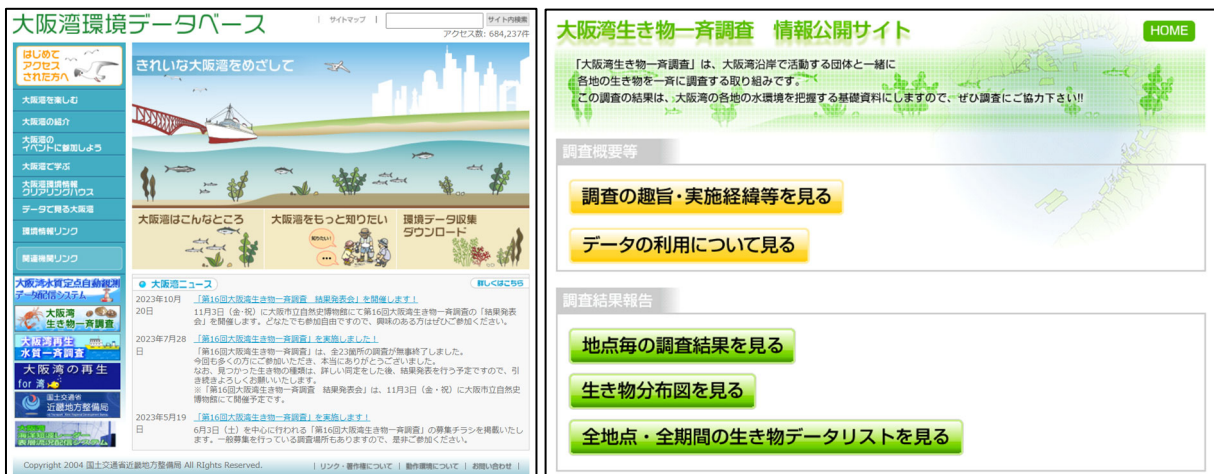 大阪湾環境データベース
| サイトマップ |
サイト内検索
アクセス数: 684,237件
はじめて
アクセス
された方へ
大阪湾を楽しむ
大阪湾の紹介
大阪湾の
イベントに参加しよう
大阪湾で学ぶ
大阪湾環境情報
クリアリングハウス
データで見る大阪湾
環境情報リンク
関連機関リンク
大阪湾水質定点自動観測
データ配信システム
大阪湾
生き物一斉調査
大阪湾再生
水質一斉調査
大阪湾の再生
for 湾
国土交通省
近畿地方整備局
きれいな大阪湾をめざして
大阪湾はこんなところ
大阪湾をもっと知りたい
知りたい!
環境データ収集
ダウンロード
大阪湾ニュース
詳しくはこちら
2023年10月20日
「第16回大阪湾生き物一斉調査 結果発表会」を開催します!
11月3日(金・祝)に大阪市立自然史博物館にて第16回大阪湾生き物一斉調査の「結果発表
会」を開催します。どなたでも参加自由ですので、興味のある方はぜひご参加ください。
2023年7月28日
「第16回大阪湾生き物一斉調査」を実施しました!
「第16回大阪湾生き物一斉調査」は、全23箇所の調査が無事終了しました。
今回も多くの方にご参加いただき、本当にありがとうございました。
なお、見つかった生き物の種類は、詳しい同定をした後、結果発表を行う予定ですので、引
き続きよろしくお願いいたします。
※「第16回大阪湾生き物一斉調査 結果発表会」は、11月3日(金・祝)に大阪市立自然史
博物館にて開催予定です。
2023年5月19日
「第16回大阪湾生き物一斉調査」を実施します!
6月3日(土)を中心に行われる「第16回大阪湾生き物一斉調査」の募集チラシを掲載いたし
ます。一般募集を行っている調査場所もありますので、是非ご参加ください。
Copyright 2004 国土交通省近畿地方整備局 All RIghts Reserved.
| リンク・著作権について | 動作環境について | お問い合わせ |
大阪湾生き物一斉調査 情報公開サイト
HOME
「大阪湾生き物一斉調査」は、大阪湾沿岸で活動する団体と一緒に
各地の生き物を一斉に調査する取り組みです。
この調査の結果は、大阪湾の各地の水環境を把握する基礎資料にしますので、ぜひ調査にご協力下さい!!
調査概要等
調査の趣旨・実施経緯等を見る
データの利用について見る
調査結果報告
地点毎の調査結果を見る
生き物分布図を見る
全地点・全期間の生き物データリストを見る